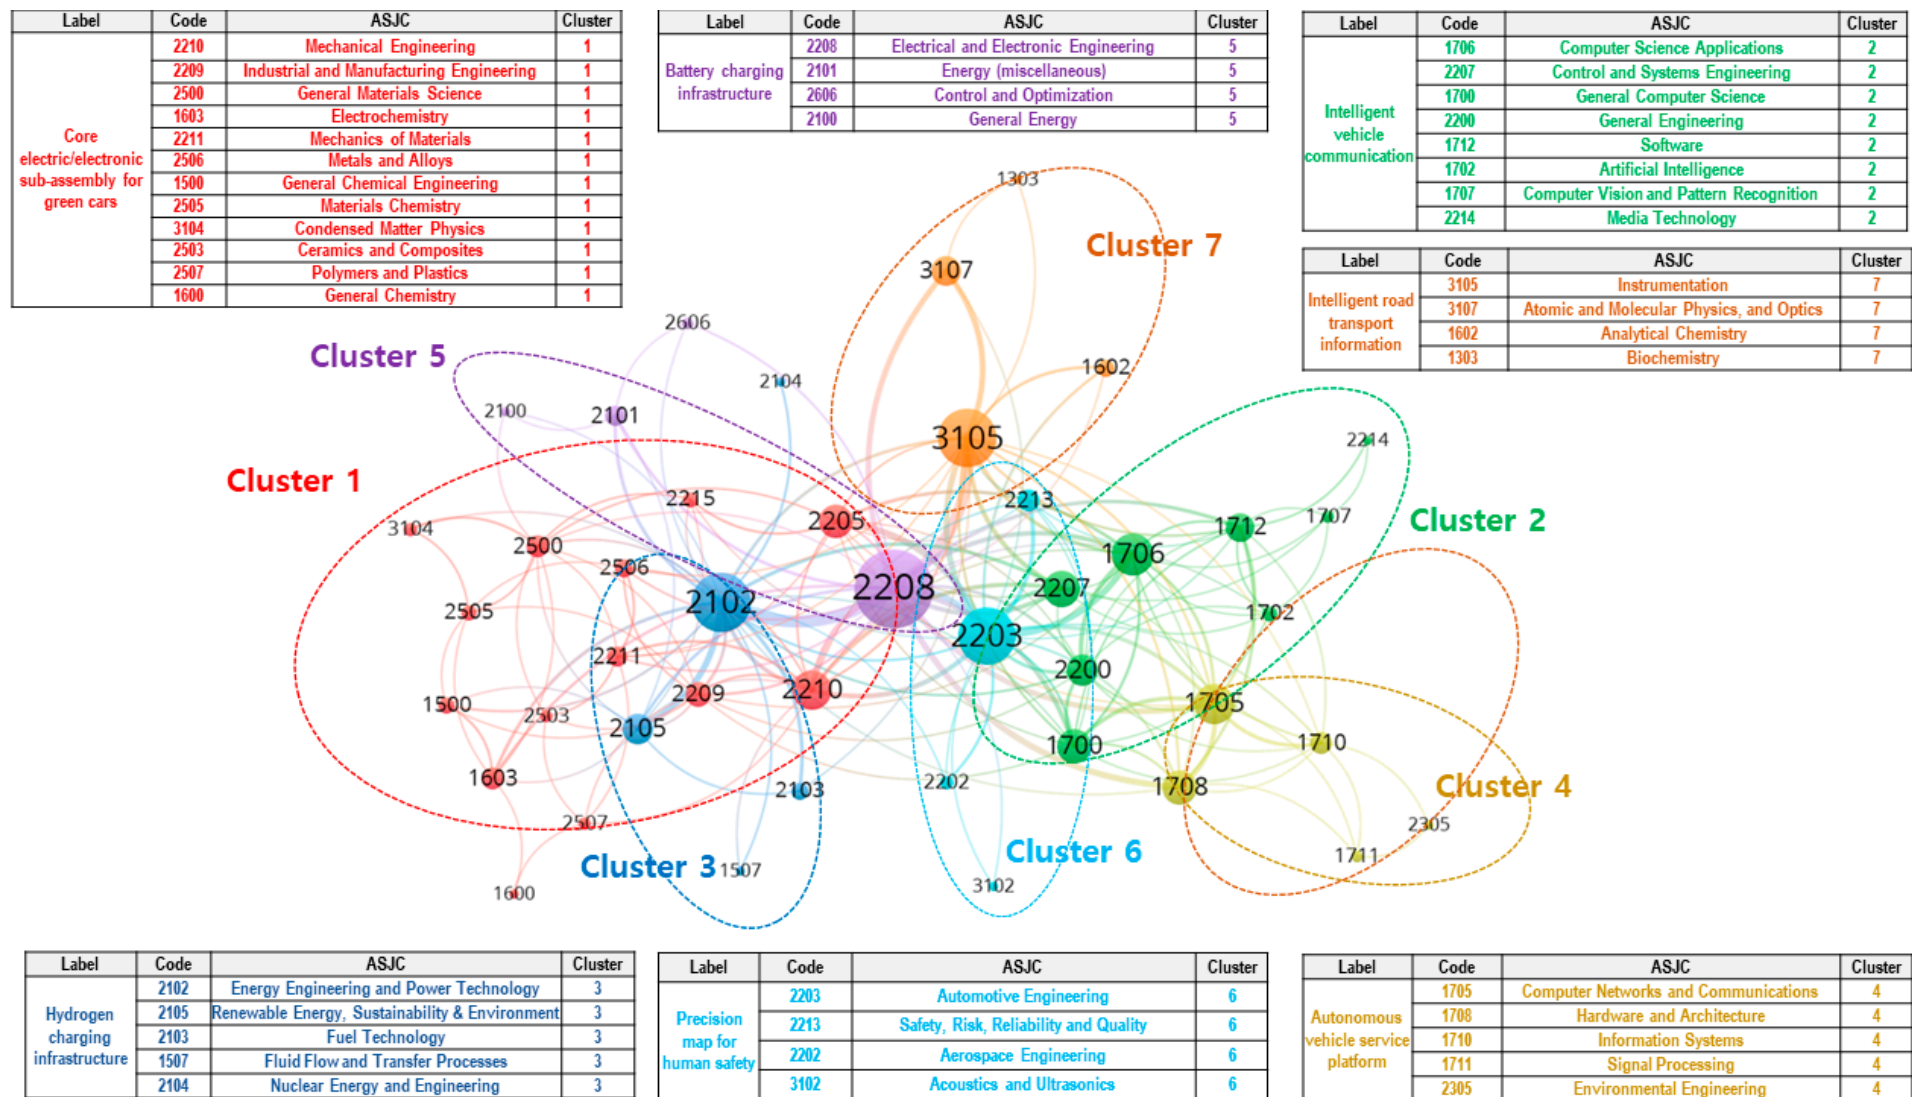 Label Code ASJC Cluster
Core electric/electronic sub-assembly for green cars
2210 Mechanical Engineering 1
2209 Industrial and Manufacturing Engineering 1
2500 General Materials Science 1
1603 Electrochemistry 1
2211 Mechanics of Materials 1
2506 Metals and Alloys 1
1500 General Chemical Engineering 1
2505 Materials Chemistry 1
3104 Condensed Matter Physics 1
2503 Ceramics and Composites 1
2507 Polymers and Plastics 1
1600 General Chemistry 1
Label Code ASJC Cluster
Battery charging infrastructure
2208 Electrical and Electronic Engineering 5
2101 Energy (miscellaneous) 5
2606 Control and Optimization 5
2100 General Energy 5
Label Code ASJC Cluster
Intelligent vehicle communication
1706 Computer Science Applications 2
2207 Control and Systems Engineering 2
1700 General Computer Science 2
2200 General Engineering 2
1712 Software 2
1702 Artificial Intelligence 2
1707 Computer Vision and Pattern Recognition 2
2214 Media Technology 2
Label Code ASJC Cluster
Intelligent road transport information
3105 Instrumentation 7
3107 Atomic and Molecular Physics, and Optics 7
1602 Analytical Chemistry 7
1303 Biochemistry 7
1303
Cluster 7
3107
2606
Cluster 5
2104
1602
2100
2101
3105
2214
Cluster 1
2215
2213
3104
2205
1712
1707
Cluster 2
2500
2506
1706
2208
2207
2102
2505
1702
2203
2211
2200
2209
2210
1500
2503
1705
2105
1700
1710
1603
2103
2202
1708
Cluster 4
2507
2305
Cluster 3
1507
Cluster 6
1711
1600
3102
Label Code ASJC Cluster
Hydrogen charging infrastructure
2102 Energy Engineering and Power Technology 3
2105 Renewable Energy, Sustainability & Environment 3
2103 Fuel Technology 3
1507 Fluid Flow and Transfer Processes 3
2104 Nuclear Energy and Engineering 3
Label Code ASJC Cluster
Precision map for human safety
2203 Automotive Engineering 6
2213 Safety, Risk, Reliability and Quality 6
2202 Aerospace Engineering 6
3102 Acoustics and Ultrasonics 6
Label Code ASJC Cluster
Autonomous vehicle service platform
1705 Computer Networks and Communications 4
1708 Hardware and Architecture 4
1710 Information Systems 4
1711 Signal Processing 4
2305 Environmental Engineering 4